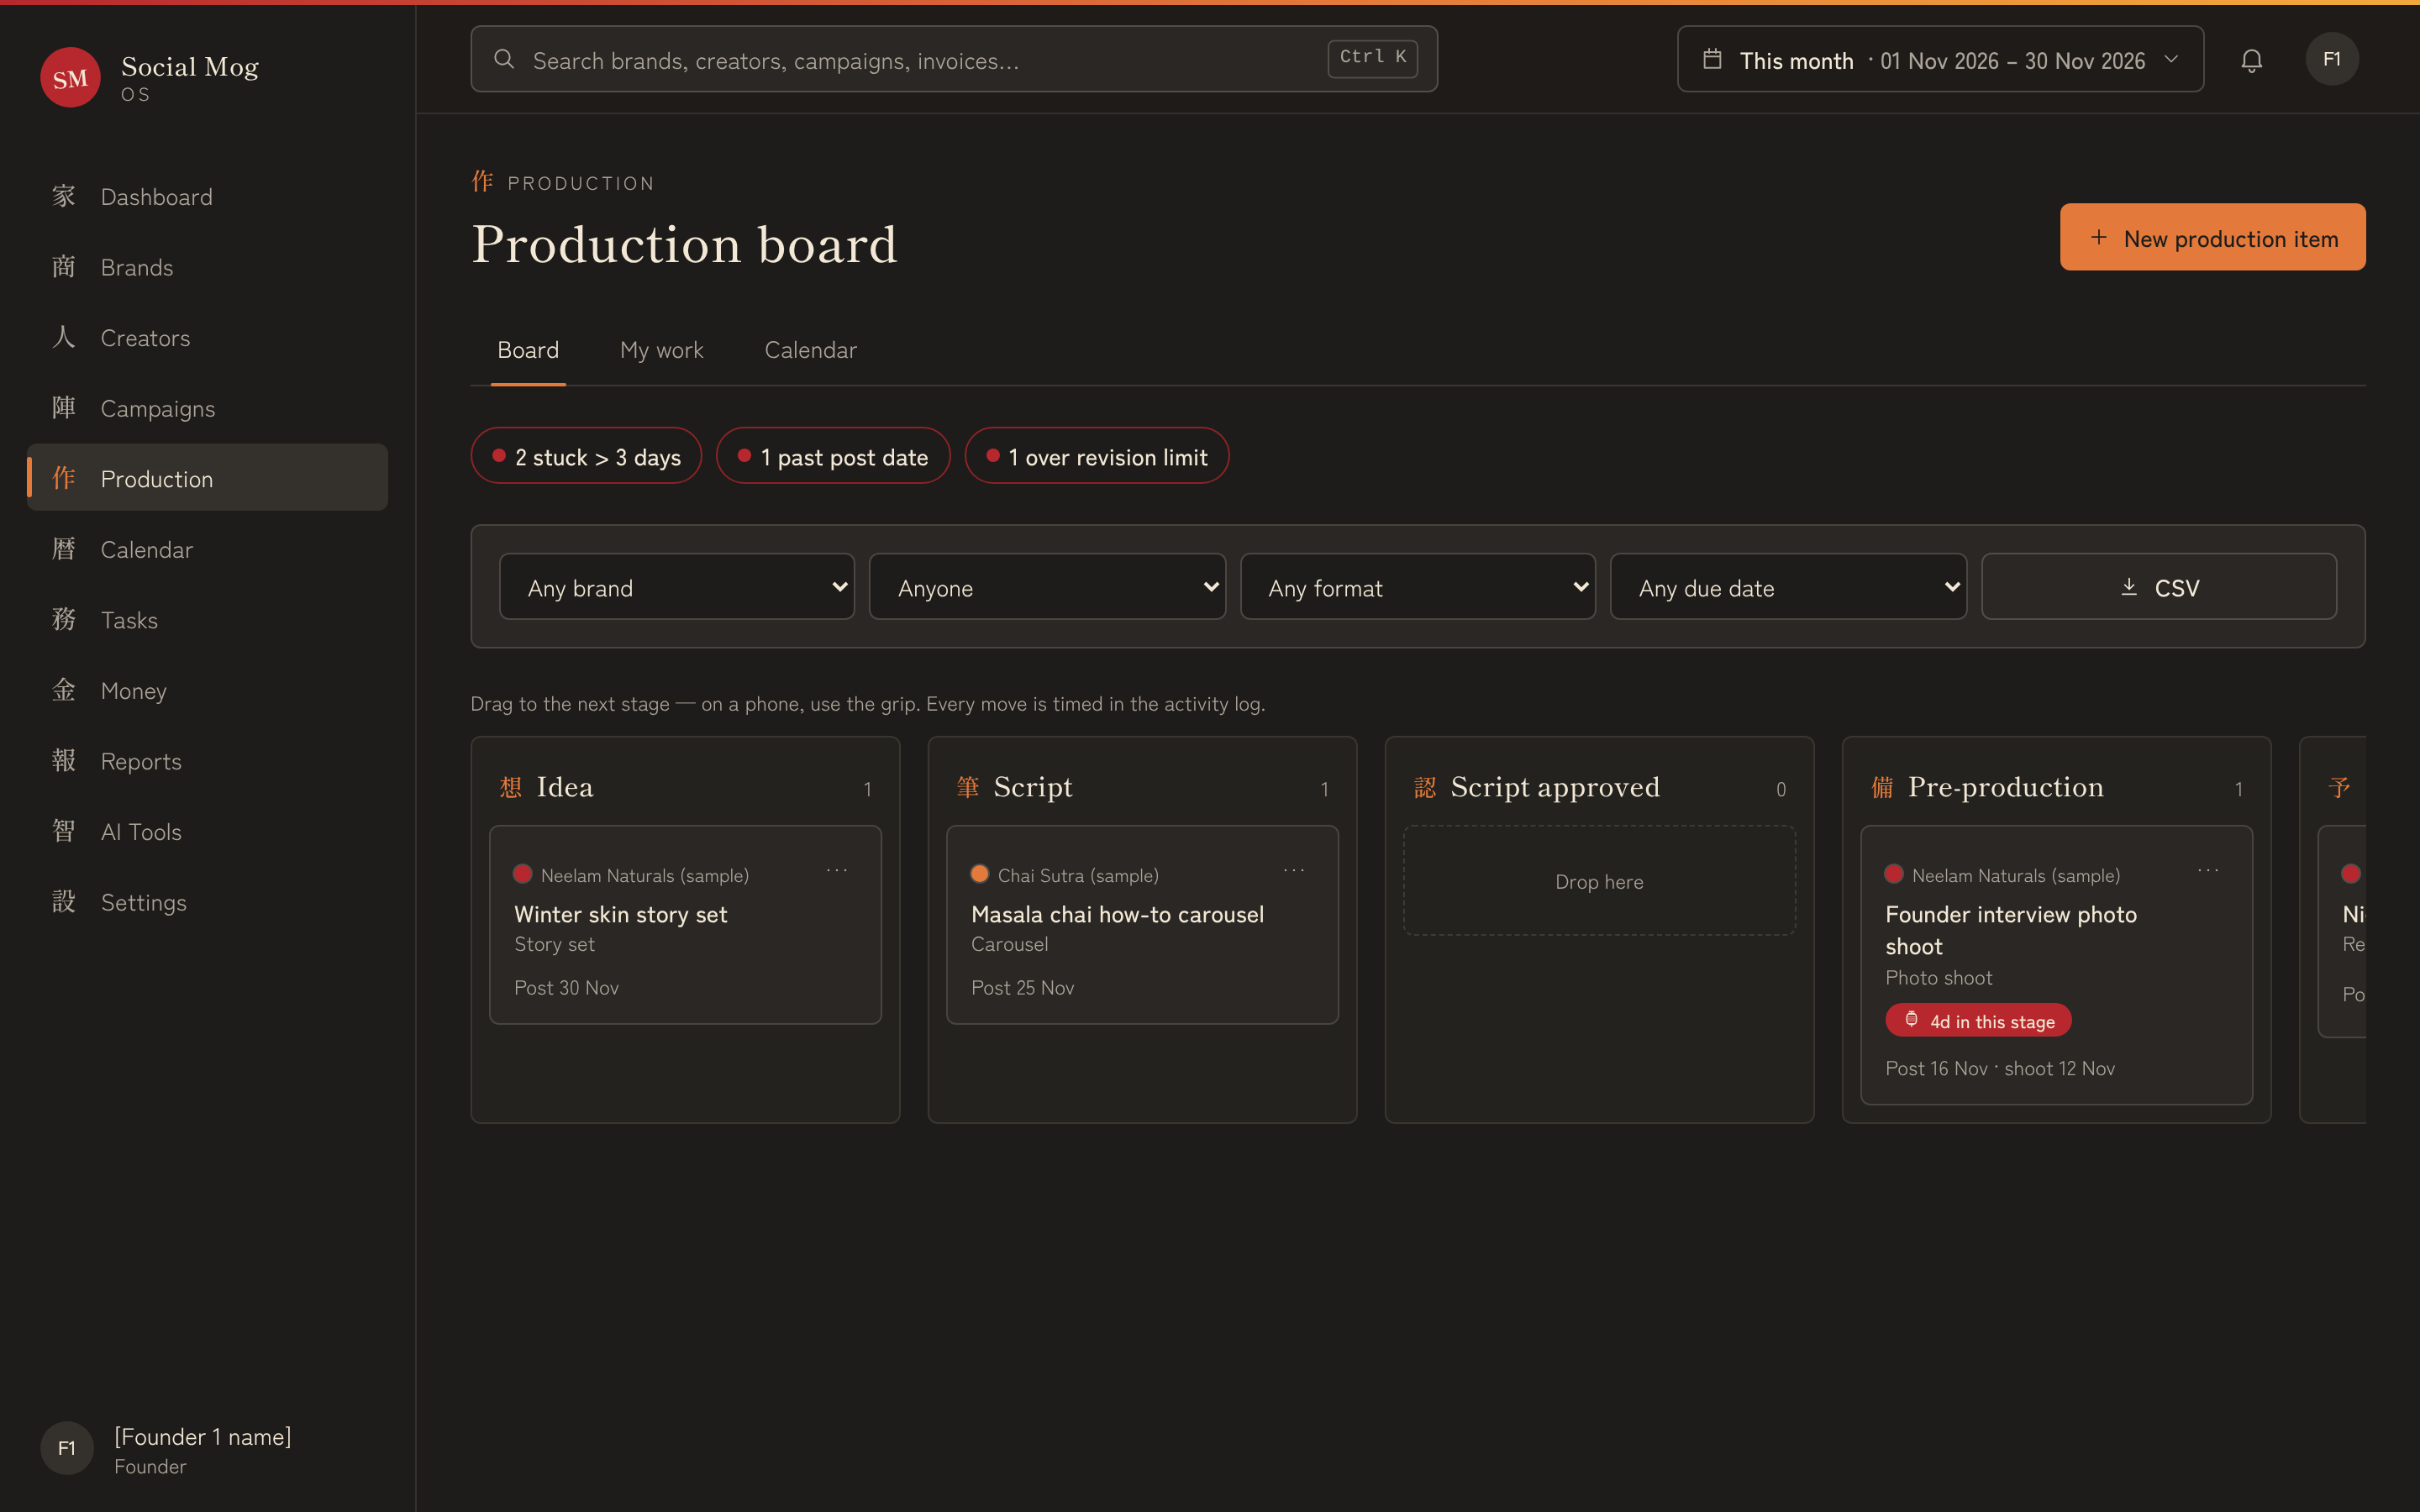 SM
Social Mog
OS
家 Dashboard
商 Brands
人 Creators
陣 Campaigns
作 Production
暦 Calendar
務 Tasks
金 Money
報 Reports
智 AI Tools
設 Settings
F1
[Founder 1 name]
Founder
Search brands, creators, campaigns, invoices... Ctrl K
This month · 01 Nov 2026 – 30 Nov 2026
F1
作 PRODUCTION
Production board
+ New production item
Board My work Calendar
2 stuck > 3 days 1 past post date 1 over revision limit
Any brand Anyone Any format Any due date CSV
Drag to the next stage — on a phone, use the grip. Every move is timed in the activity log.
想 Idea 1
Neelam Naturals (sample) ...
Winter skin story set
Story set
Post 30 Nov
筆 Script 1
Chai Sutra (sample) ...
Masala chai how-to carousel
Carousel
Post 25 Nov
認 Script approved 0
Drop here
備 Pre-production 1
Neelam Naturals (sample) ...
Founder interview photo
shoot
Photo shoot
4d in this stage
Post 16 Nov · shoot 12 Nov
予
Ni
Re
Po